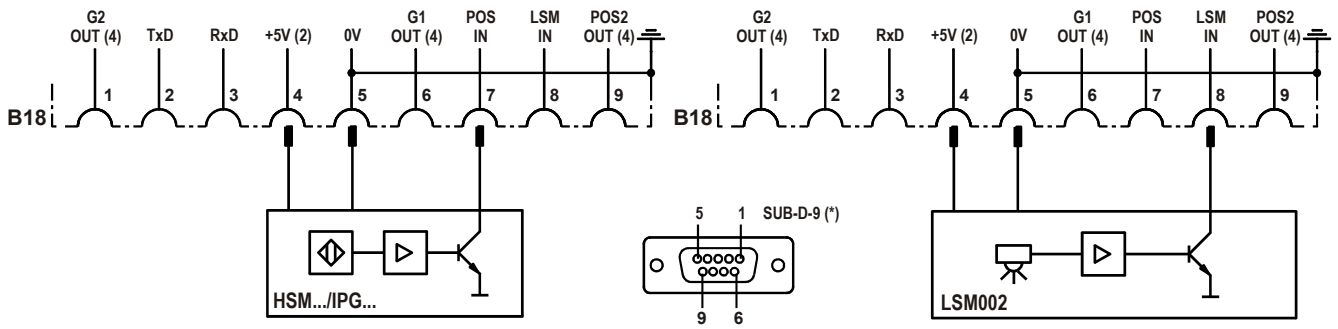 G2 G1 POS LSM POS2 G2 G1 POS LSM POS2
OUT (4) TxD RxD +5V (2) 0V OUT (4) IN IN OUT (4) OUT (4) TxD RxD +5V (2) 0V OUT (4) IN IN OUT (4)
1 2 3 4 5 6 7 8 9 1 2 3 4 5 6 7 8 9
B18 B18
5 1 SUB-D-9 (*)
HSM.../IPG... LSM002
9 6